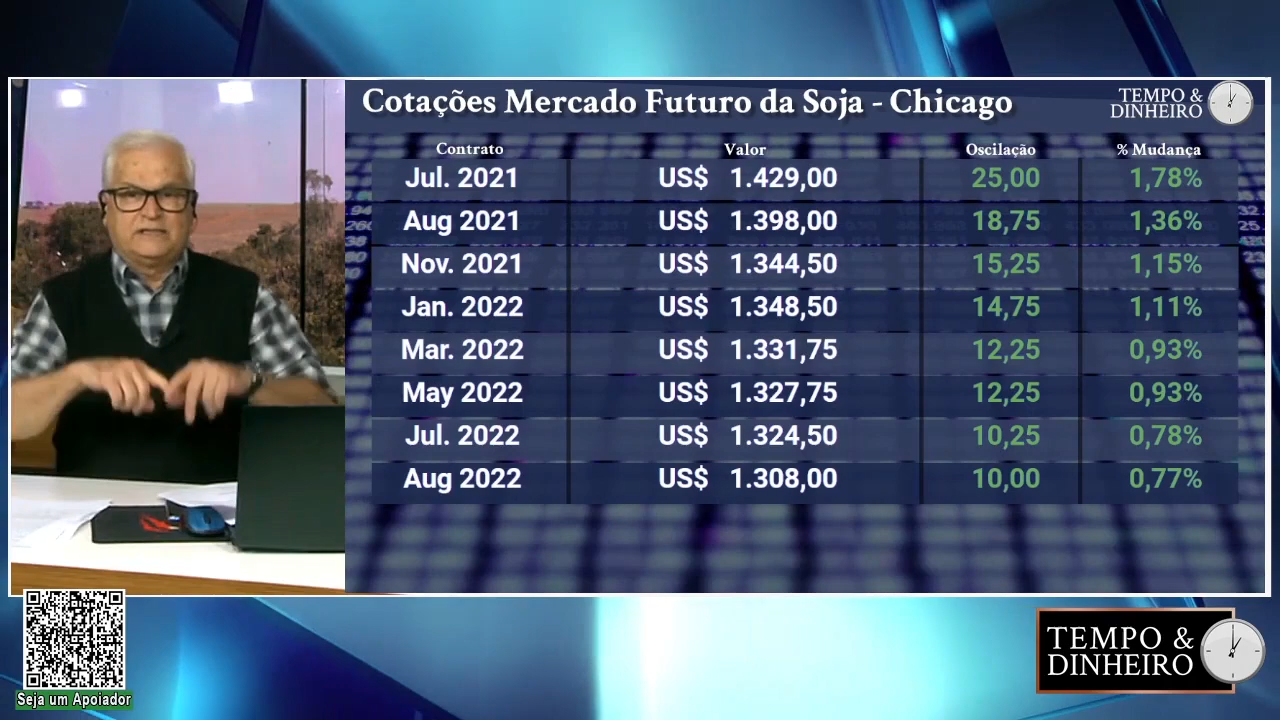 Cotações Mercado Futuro da Soja - Chicago
TEMPO &
DINHEIRO
Contrato Valor Oscilação % Mudança
Jul. 2021 US$ 1.429,00 25,00 1,78%
Aug 2021 US$ 1.398,00 18,75 1,36%
Nov. 2021 US$ 1.344,50 15,25 1,15%
Jan. 2022 US$ 1.348,50 14,75 1,11%
Mar. 2022 US$ 1.331,75 12,25 0,93%
May 2022 US$ 1.327,75 12,25 0,93%
Jul. 2022 US$ 1.324,50 10,25 0,78%
Aug 2022 US$ 1.308,00 10,00 0,77%
Seja um Apoiador
TEMPO &
DINHEIRO